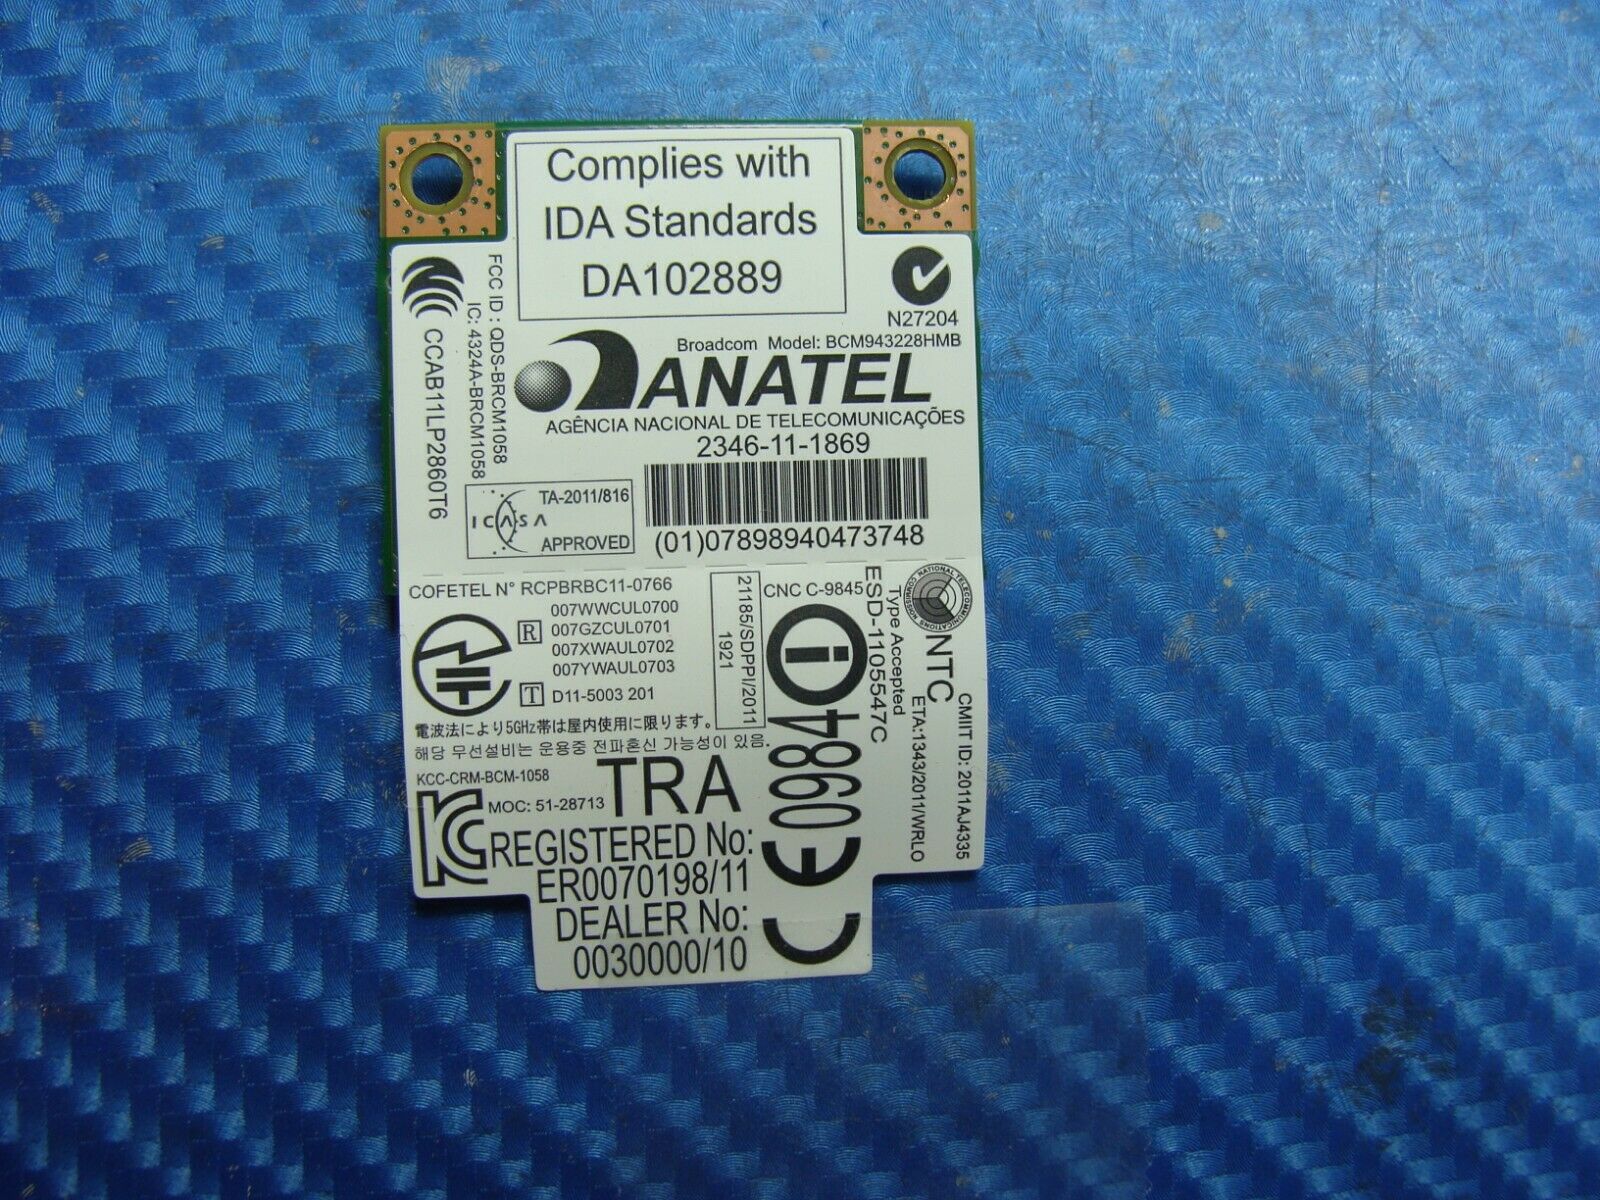 Complies with
IDA Standards
DA102889
N27204
FCC ID : QDS-BRCM1058
IC: 4324A-BRCM1058
CCAB11LP2860T6
Broadcom Model: BCM943228HMB
ANATEL
AGÊNCIA NACIONAL DE TELECOMUNICAÇÕES
2346-11-1869
(01)07898940473748
TA-2011/816
ICASA
APPROVED
COFETEL N° RCPBRBC11-0766
007WWCUL0700
R
007GZCUL0701
007XWAUL0702
007YWAUL0703
T D11-5003 201
21185/SDPPI/2011
1921
CNC C-9845
電波法により5GHz帯は屋内使用に限ります。
해당 무선설비는 운용중 전파혼신 가능성이 있음.
KCC-CRM-BCM-1058
MOC: 51-28713
TRA
REGISTERED No:
ER0070198/11
DEALER No:
0030000/10
CE0984
NATIONAL TELECOMMUNICATIONS COMMISSION
NTC
Type Accepted
ESD-1105547C
CMIIT ID: 2011AJ4335
ETA:1343/2011/WRLO